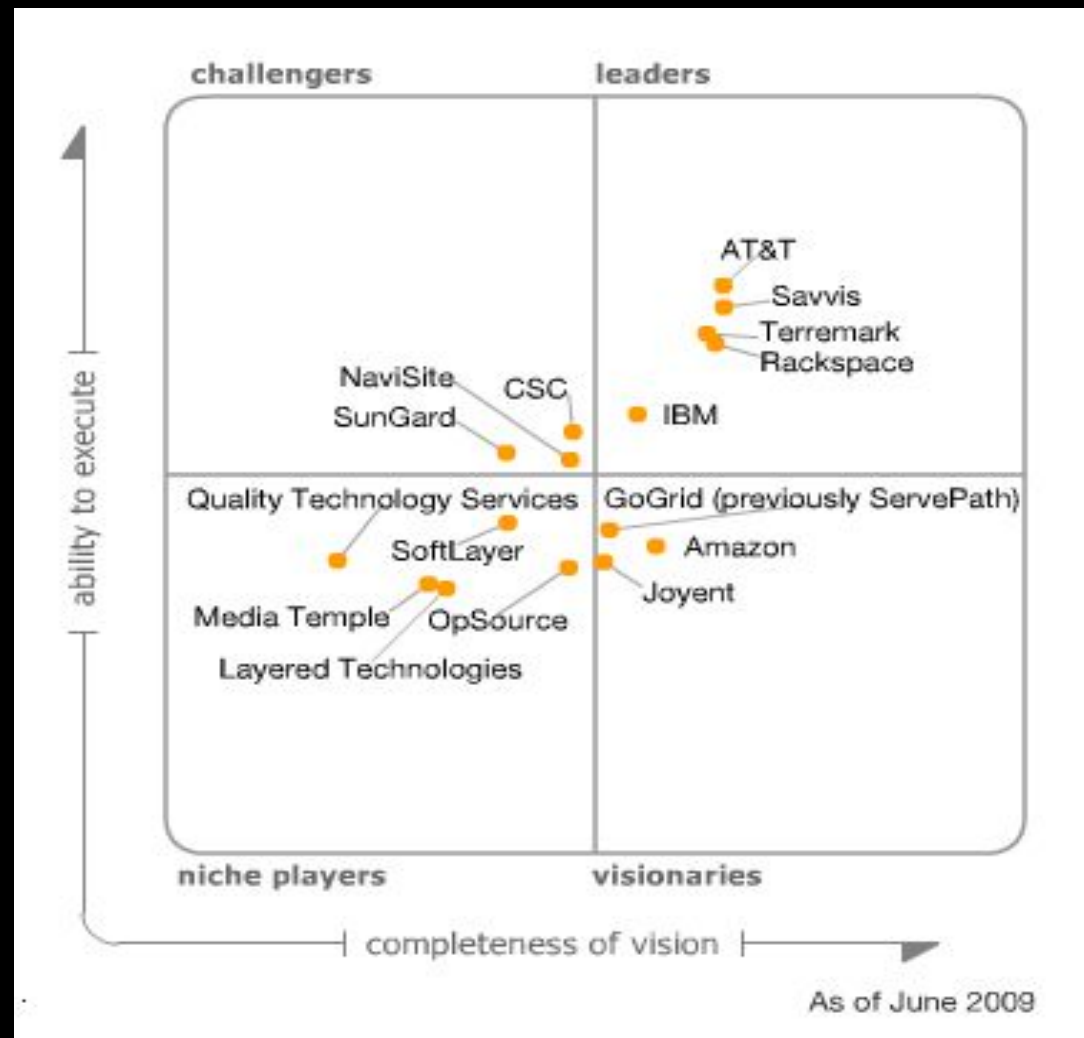 challengers
leaders
AT&T
Savvis
Terremark
Rackspace
NaviSite
CSC
SunGard
IBM
ability to execute
Quality Technology Services
GoGrid (previously ServePath)
SoftLayer
Amazon
Joyent
Media Temple
OpSource
Layered Technologies
niche players
visionaries
completeness of vision
As of June 2009